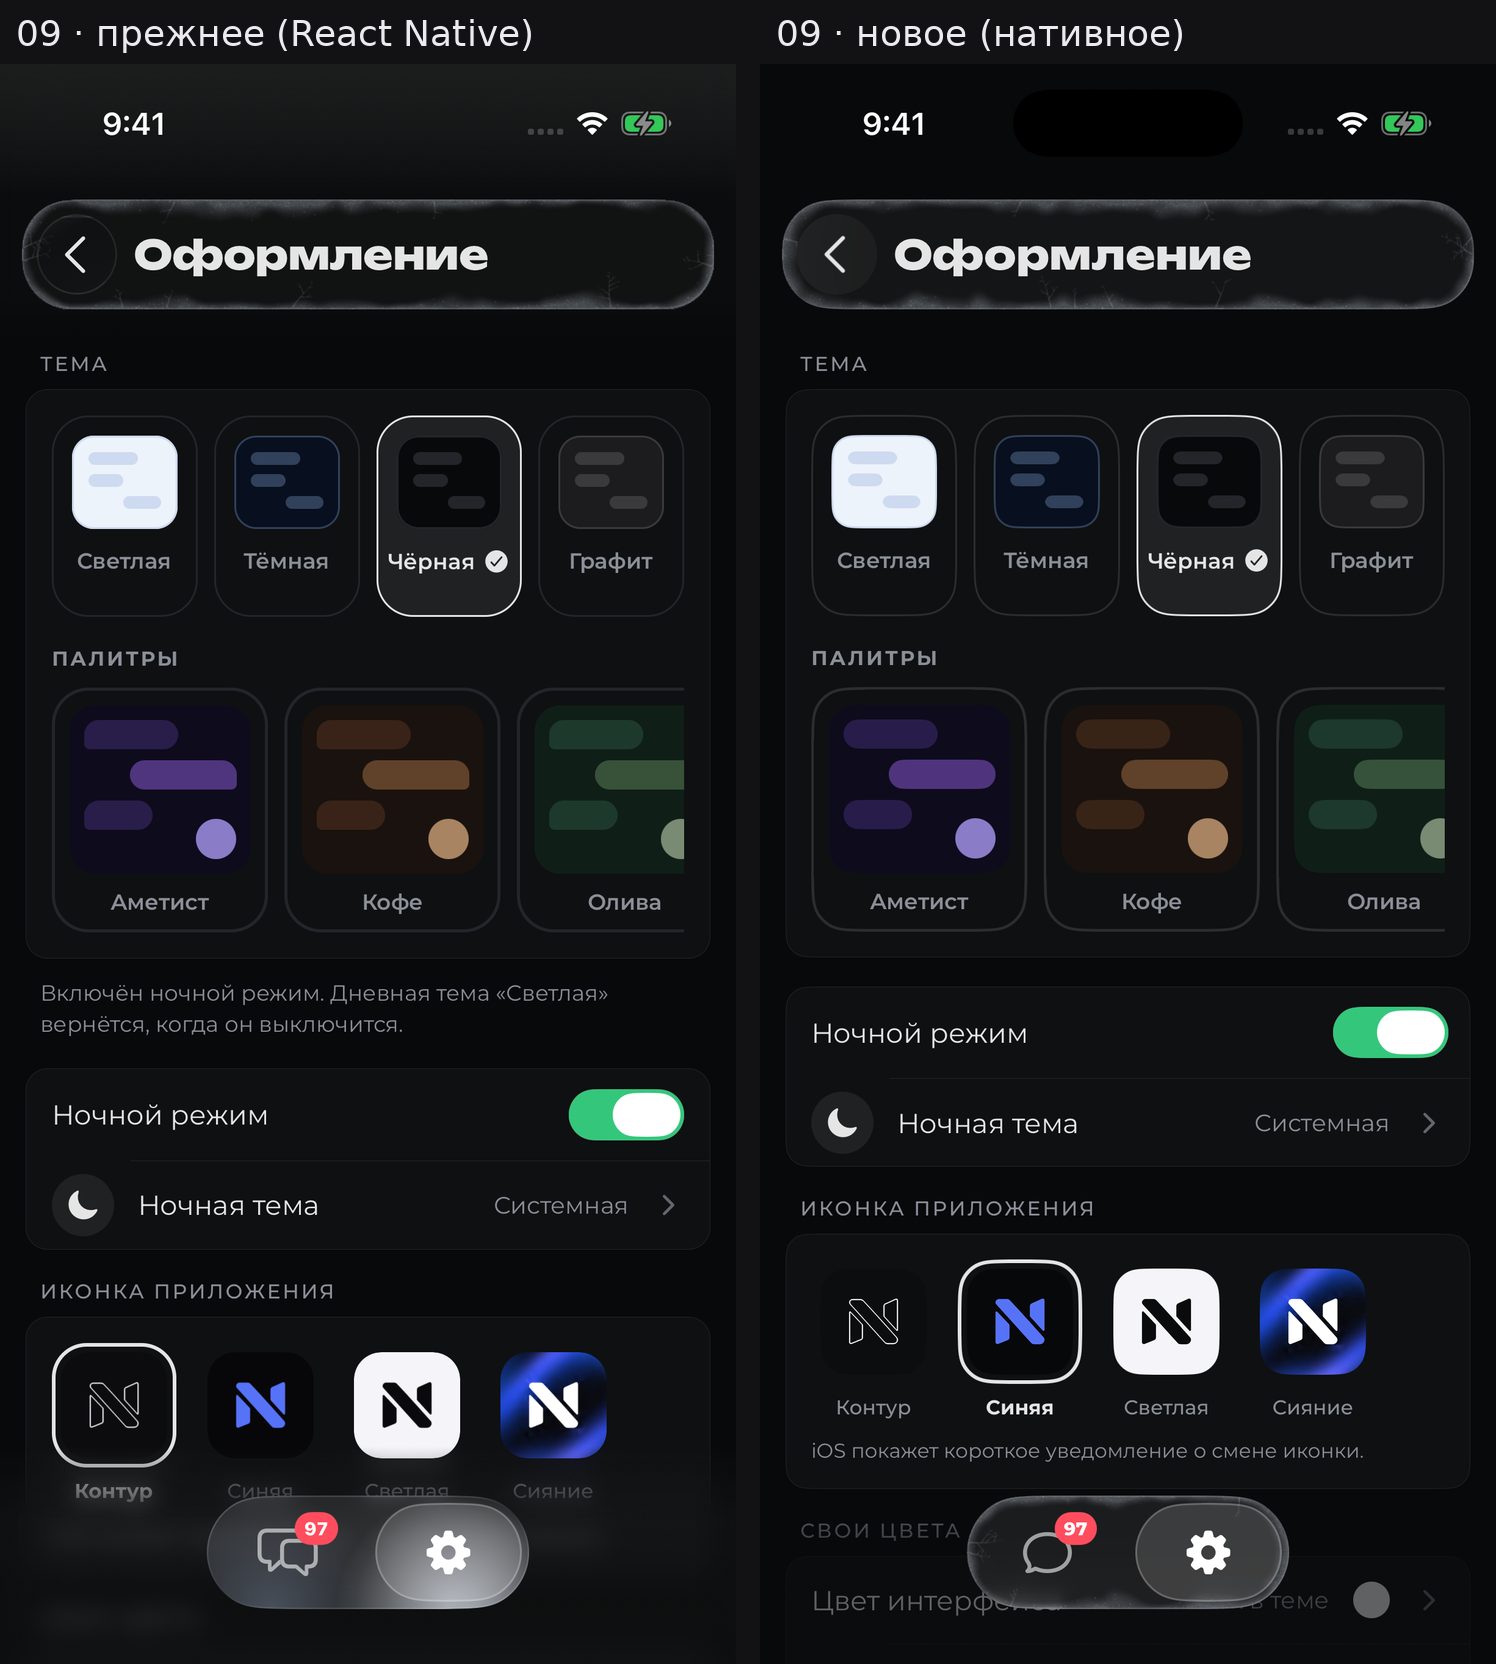 09 · прежнее (React Native)
9:41
Оформление
ТЕМА
Светлая
Тёмная
Чёрная
Графит
ПАЛИТРЫ
Аметист
Кофе
Олива
Включён ночной режим. Дневная тема «Светлая»
вернётся, когда он выключится.
Ночной режим
Ночная тема
Системная
ИКОНКА ПРИЛОЖЕНИЯ
Контур
Синяя
Светлая
Сияние
97
09 · новое (нативное)
9:41
Оформление
ТЕМА
Светлая
Тёмная
Чёрная
Графит
ПАЛИТРЫ
Аметист
Кофе
Олива
Ночной режим
Ночная тема
Системная
ИКОНКА ПРИЛОЖЕНИЯ
Контур
Синяя
Светлая
Сияние
iOS покажет короткое уведомление о смене иконки.
СВОИ ЦВЕТА
97
Цвет интерфейса
теме